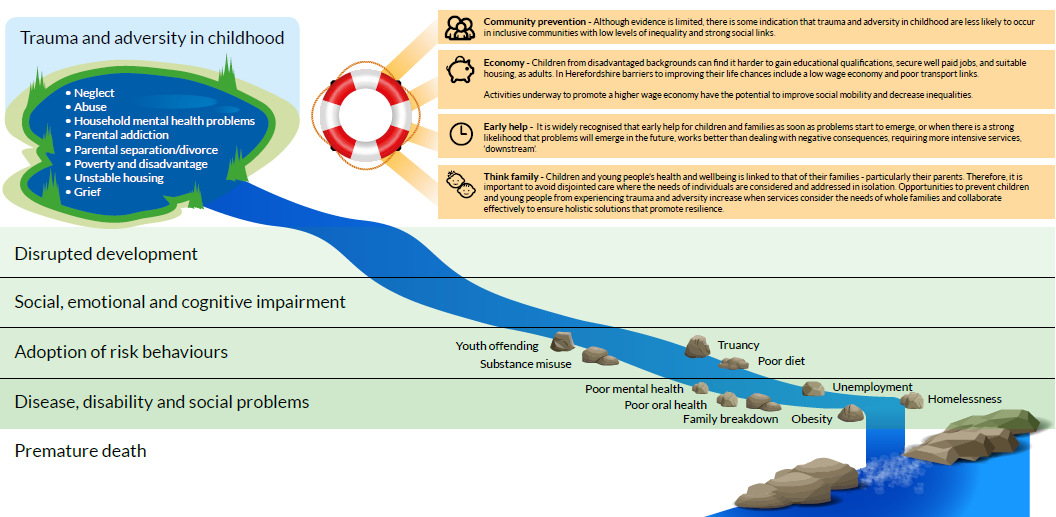 Trauma and adversity in childhood
• Neglect
• Abuse
• Household mental health problems
• Parental addiction
• Parental separation/divorce
• Poverty and disadvantage
• Unstable housing
• Grief
Community prevention - Although evidence is limited, there is some indication that trauma and adversity in childhood are less likely to occur
in inclusive communities with low levels of inequality and strong social links.
Economy - Children from disadvantaged backgrounds can find it harder to gain educational qualifications, secure well paid jobs, and suitable
housing, as adults. In Herefordshire barriers to improving their life chances include a low wage economy and poor transport links.
Activities underway to promote a higher wage economy have the potential to improve social mobility and decrease inequalities.
Early help - It is widely recognised that early help for children and families as soon as problems start to emerge, or when there is a strong
likelihood that problems will emerge in the future, works better than dealing with negative consequences, requiring more intensive services,
'downstream'.
Think family - Children and young people's health and wellbeing is linked to that of their families - particularly their parents. Therefore, it is
important to avoid disjointed care where the needs of individuals are considered and addressed in isolation. Opportunities to prevent children
and young people from experiencing trauma and adversity increase when services consider the needs of whole families and collaborate
effectively to ensure holistic solutions that promote resilience.
Disrupted development
Social, emotional and cognitive impairment
Adoption of risk behaviours
Youth offending
Substance misuse
Truancy
Poor diet
Disease, disability and social problems
Poor mental health
Poor oral health
Family breakdown
Obesity
Unemployment
Homelessness
Premature death